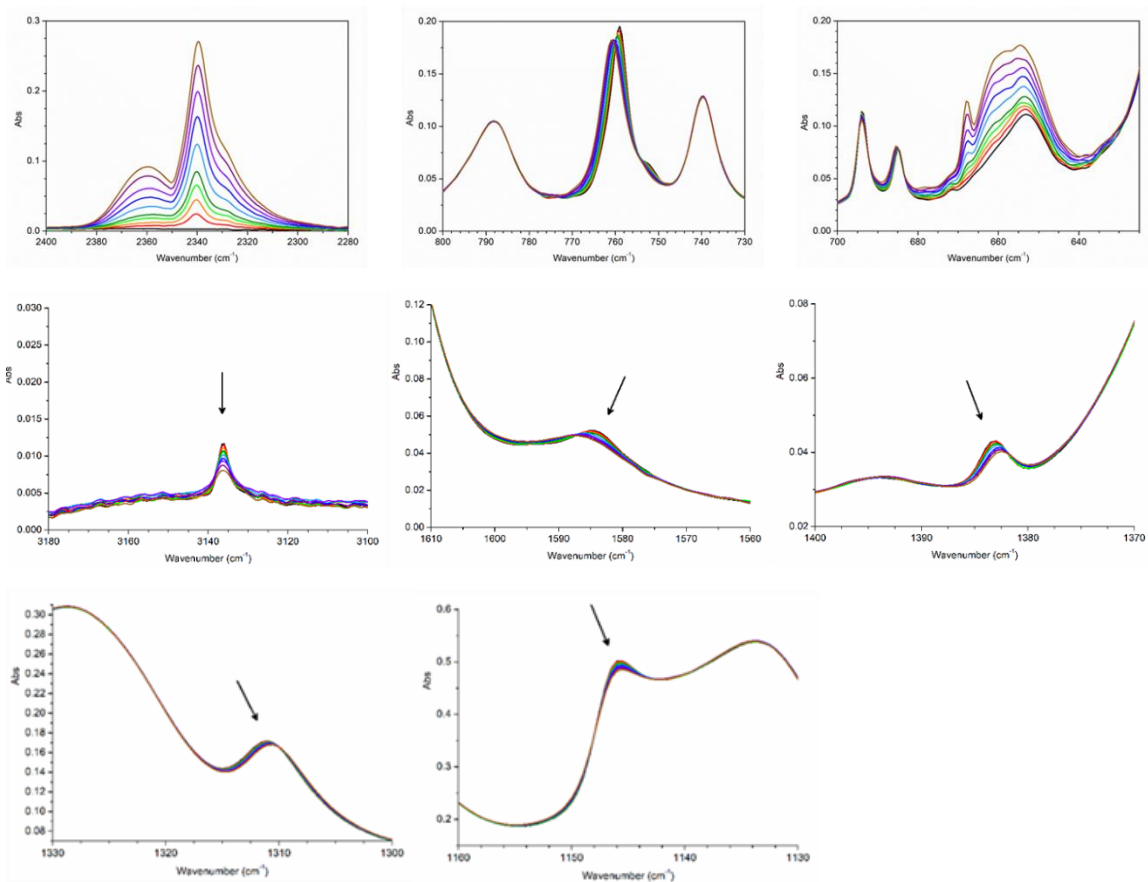 0.3
0.2
Abs
0.1
0.0
2400 2380 2360 2340 2320 2300 2280
Wavenumber (cm-1)
0.20
0.15
Abs
0.10
0.05
0.00
800 790 780 770 760 750 740 730
Wavenumber (cm-1)
0.20
0.15
Abs
0.10
0.05
0.00
700 680 660 640
Wavenumber (cm-1)
0.030
0.025
0.020
Abs
0.015
0.010
0.005
0.000
3180 3160 3140 3120 3100
Wavenumber (cm-1)
0.12
0.10
0.08
Abs
0.06
0.04
0.02
0.00
1610 1600 1590 1580 1570 1560
Wavenumber (cm-1)
0.08
Abs
0.06
0.04
0.02
1400 1390 1380 1370
Wavenumber (cm-1)
0.30
0.28
0.26
0.24
0.22
Abs
0.20
0.18
0.16
0.14
0.12
0.10
0.08
1330 1320 1310 1300
Wavenumber (cm-1)
0.6
0.5
Abs
0.4
0.3
0.2
1160 1150 1140 1130
Wavenumber (cm-1)